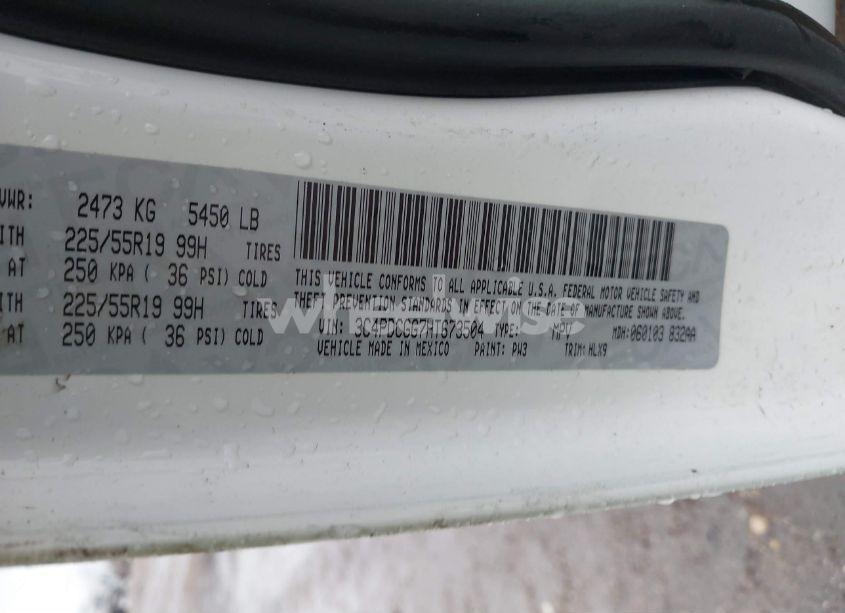 VWR: 2473 KG 5450 LB
ITH 225/55R19 99H TIRES
AT 250 KPA ( 36 PSI) COLD
ITH 225/55R19 99H TIRES
AT 250 KPA ( 36 PSI) COLD
THIS VEHICLE CONFORMS TO ALL APPLICABLE U.S.A. FEDERAL MOTOR VEHICLE SAFETY AND
THEFT PREVENTION STANDARDS IN EFFECT ON THE DATE OF MANUFACTURE SHOWN ABOVE.
VIN: 3C4PDCGG7HT673504 TYPE: MPV MDH:060103 832AA
VEHICLE MADE IN MEXICO PAINT: PW3 TRIM:HLX9
wheelwise